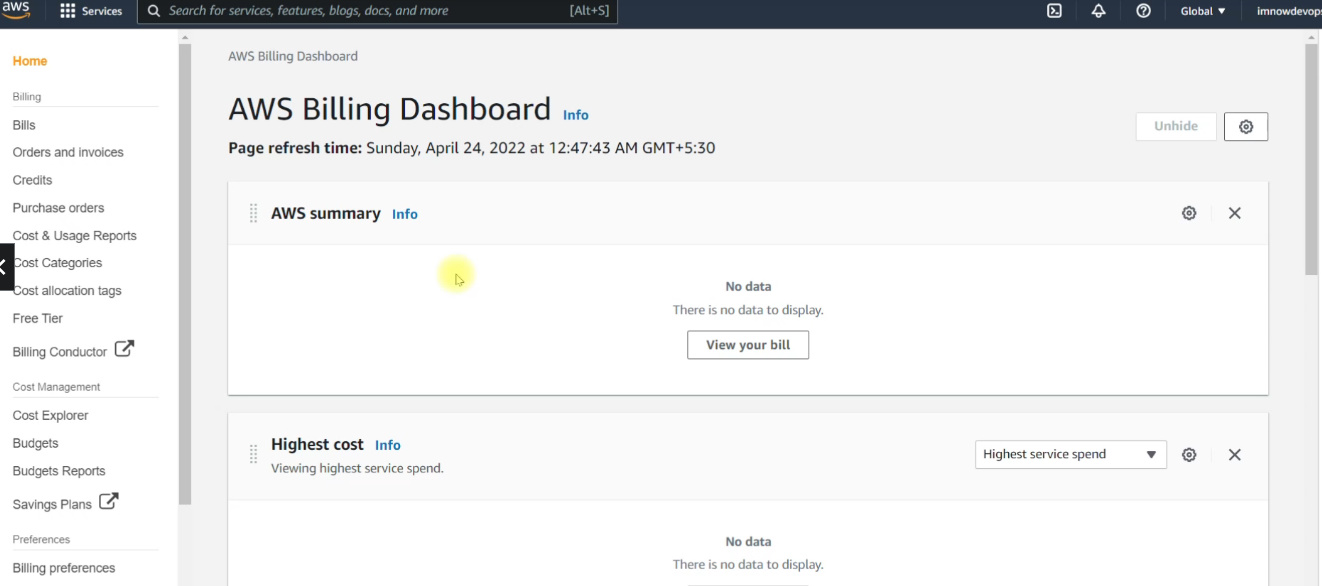 aws
Services
Search for services, features, blogs, docs, and more
[Alt+S]
Global
imnowdevops
Home
Billing
Bills
Orders and invoices
Credits
Purchase orders
Cost & Usage Reports
Cost Categories
Cost allocation tags
Free Tier
Billing Conductor
Cost Management
Cost Explorer
Budgets
Budgets Reports
Savings Plans
Preferences
Billing preferences
AWS Billing Dashboard
AWS Billing Dashboard Info
Page refresh time: Sunday, April 24, 2022 at 12:47:43 AM GMT+5:30
Unhide
AWS summary Info
No data
There is no data to display.
View your bill
Highest cost Info
Viewing highest service spend.
Highest service spend
No data
There is no data to display.